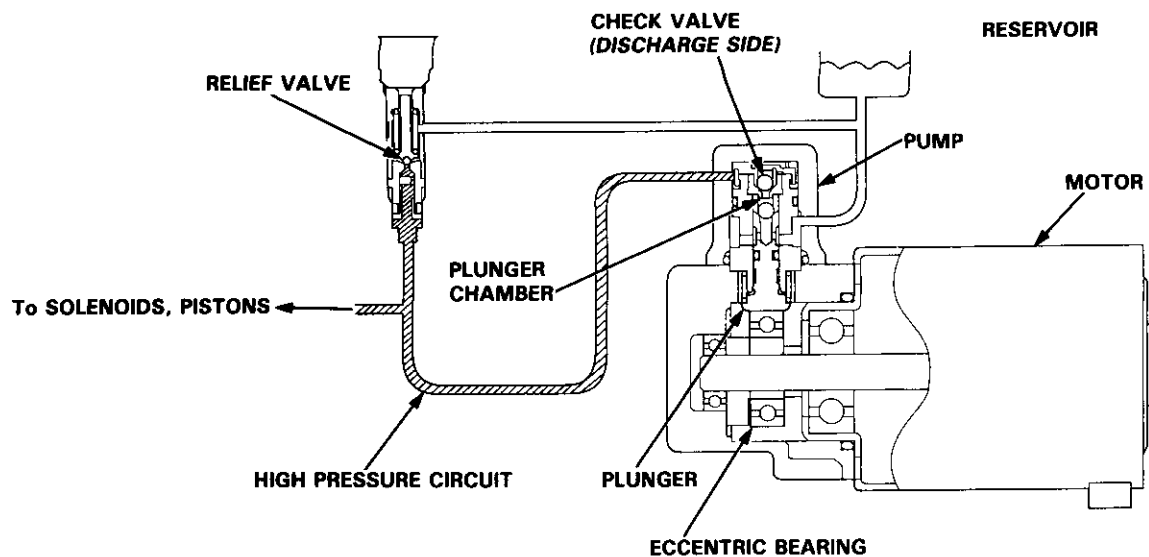 CHECK VALVE
(DISCHARGE SIDE)
RESERVOIR
RELIEF VALVE
PUMP
MOTOR
PLUNGER
CHAMBER
To SOLENOIDS, PISTONS
HIGH PRESSURE CIRCUIT
PLUNGER
ECCENTRIC BEARING